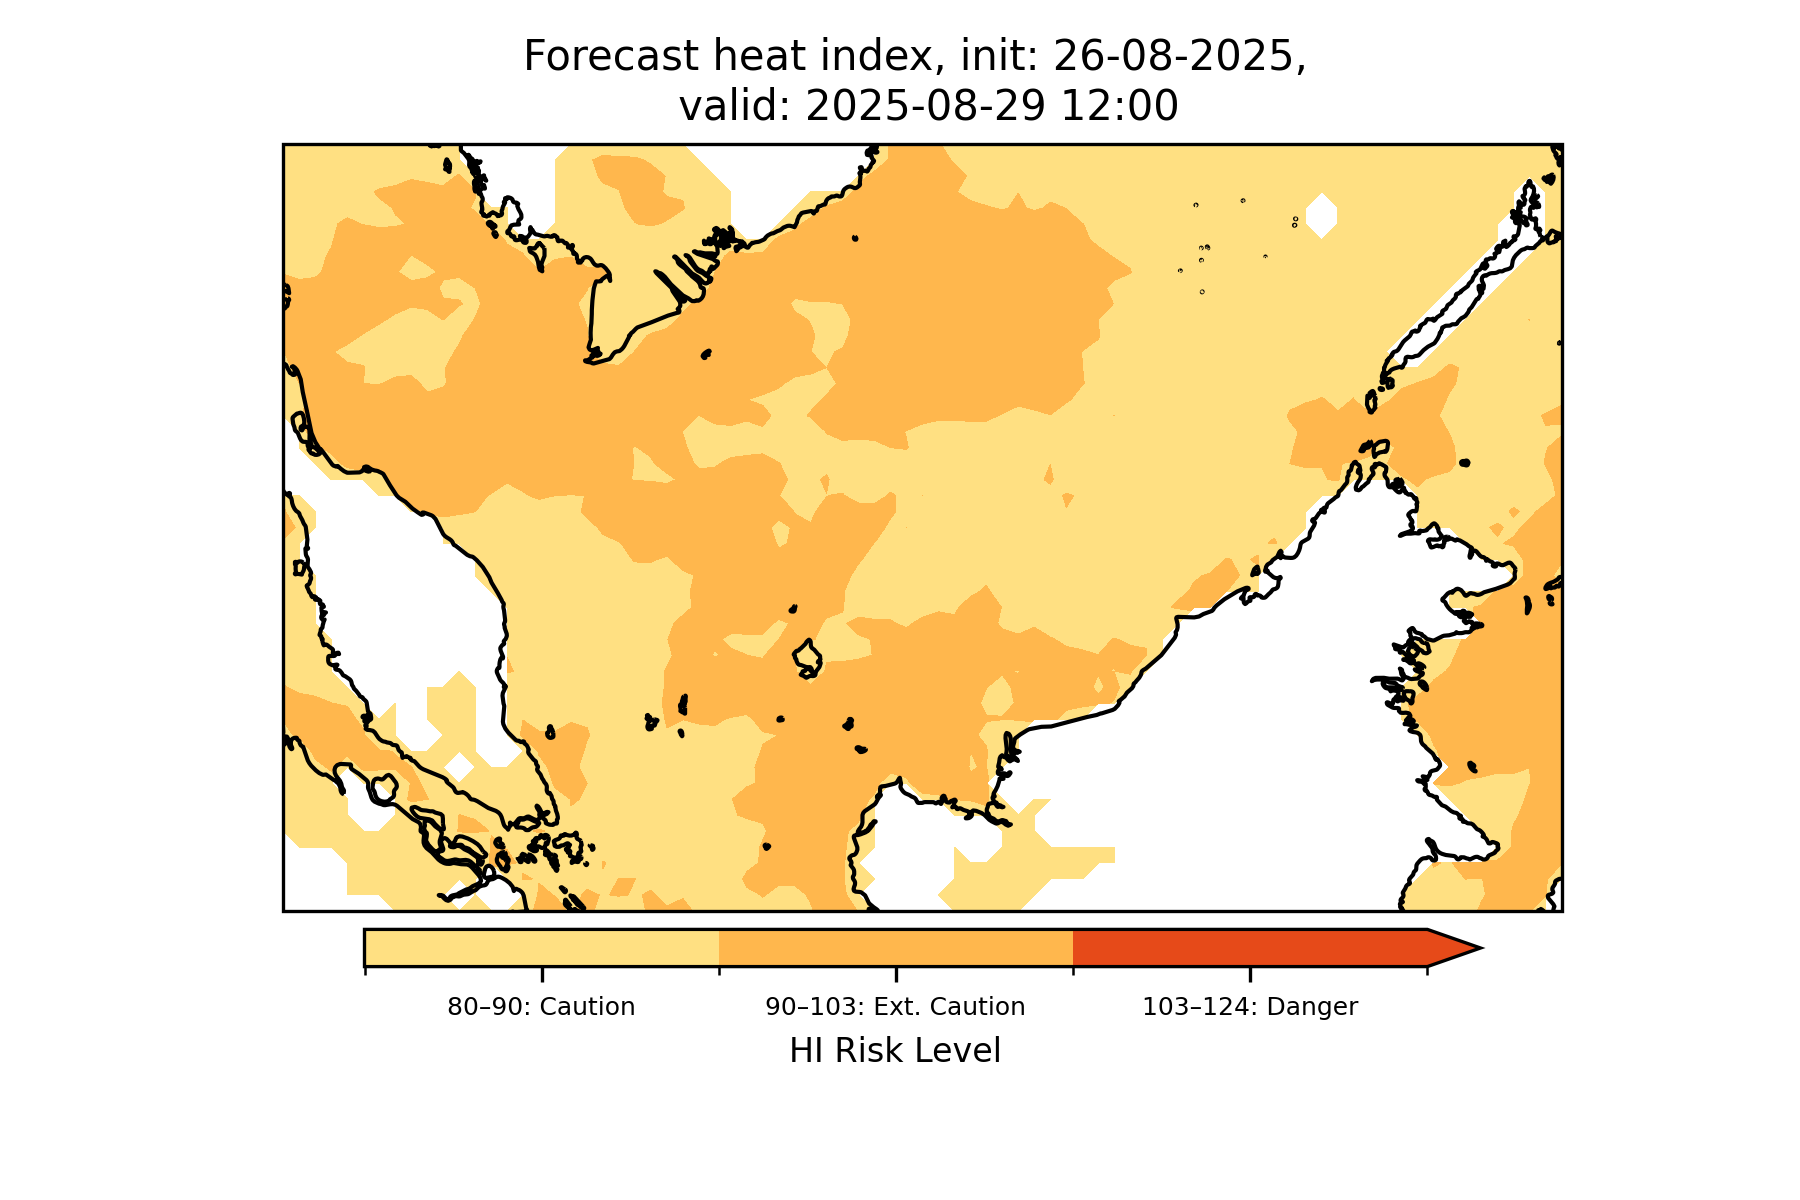 Forecast heat index, init: 26-08-2025,
valid: 2025-08-29 12:00
80–90: Caution
90–103: Ext. Caution
103–124: Danger
HI Risk Level